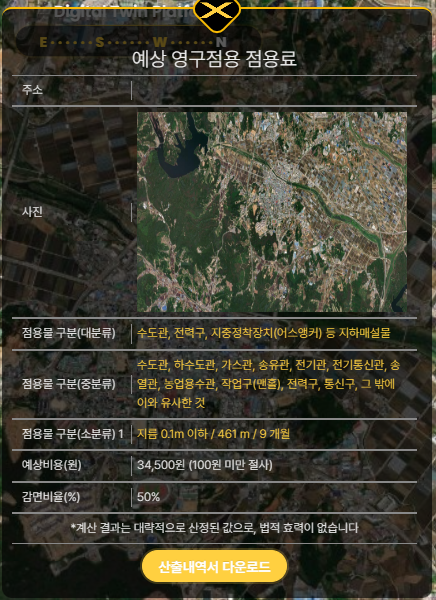 Digital Twin Platf
E S W N
예상 영구점용 점용료
주소
사진
점용물 구분(대분류) 수도관, 전력구, 지중정착장치(어스앵커) 등 지하매설물
점용물 구분(중분류) 수도관, 하수도관, 가스관, 송유관, 전기관, 전기통신관, 송
열관, 농업용수관, 작업구(맨홀), 전력구, 통신구, 그 밖에
이와 유사한 것
점용물 구분(소분류) 1 지름 0.1m 이하 / 461 m / 9 개월
예상비용(원) 34,500원 (100원 미만 절사)
감면비율(%) 50%
*계산 결과는 대략적으로 산정된 값으로, 법적 효력이 없습니다
산출내역서 다운로드